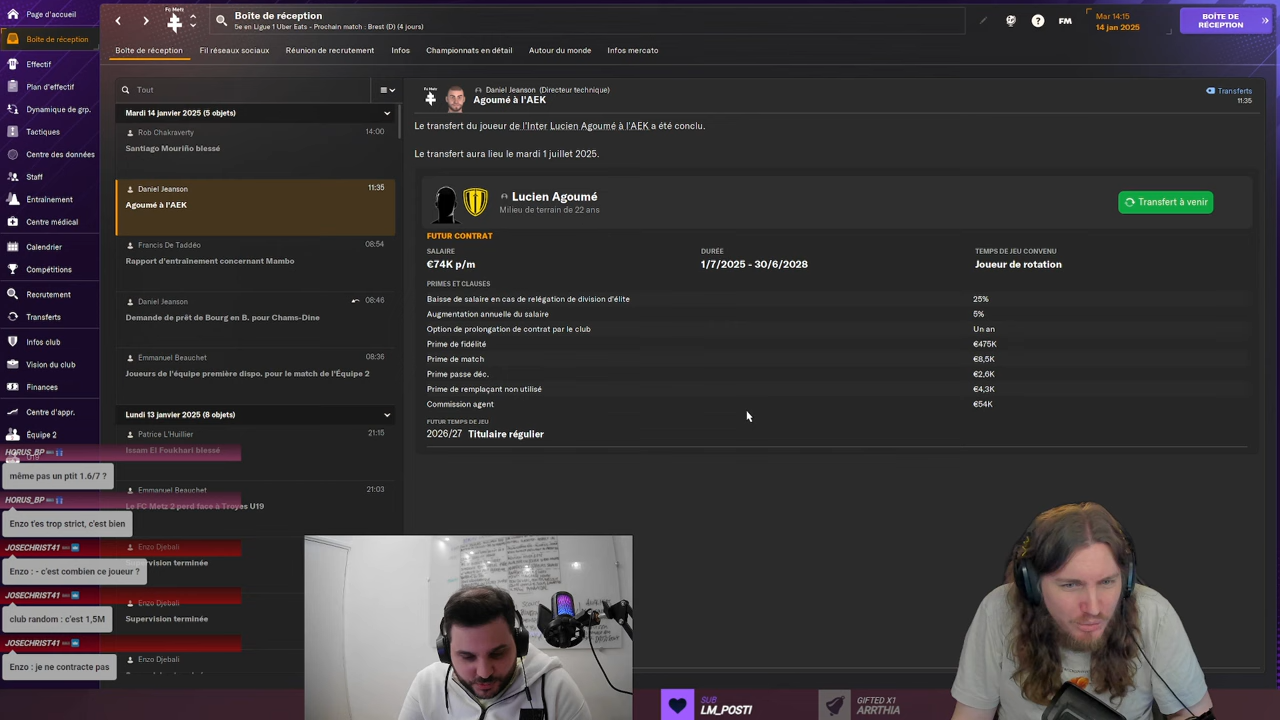 Page d'accueil
Boîte de réception
Effectif
Plan d'effectif
Dynamique de grp.
Tactiques
Centre des données
Staff
Entraînement
Centre médical
Calendrier
Compétitions
Recrutement
Transferts
Infos club
Vision du club
Finances
Centre d'appr.
Équipe 2
Fc Metz
Boîte de réception
5e en Ligne 1 Uber Eats - Prochain match : Brest (D) (4 jours)
FM
Mar 14:15
14 jan 2025
BOÎTE DE RÉCEPTION
Boîte de réception
Fil réseaux sociaux
Réunion de recrutement
Infos
Championnats en détail
Autour du monde
Infos mercato
Tout
Mardi 14 janvier 2025 (5 objets)
Rob Chakraverty 14:00
Santiago Mouriño blessé
Daniel Jeanson 11:35
Agoumé à l'AEK
Francis De Taddéo 08:54
Rapport d'entraînement concernant Mambo
Daniel Jeanson 08:46
Demande de prêt de Bourg en B. pour Chams-Dine
Emmanuel Beauchet 08:36
Joueurs de l'équipe première dispo. pour le match de l'Équipe 2
Lundi 13 janvier 2025 (8 objets)
Patrice L'Huillier 21:15
Issam El Foukhari blessé
Emmanuel Beauchet 21:03
Le FC Metz 2 perd face à Troyes U19
Enzo Djebali
Supervision terminée
Enzo Djebali
Supervision terminée
Enzo Djebali
Fc Metz
Daniel Jeanson (Directeur technique)
Agoumé à l'AEK
Transferts
11:35
Le transfert du joueur de l'Inter Lucien Agoumé à l'AEK a été conclu.
Le transfert aura lieu le mardi 1 juillet 2025.
Lucien Agoumé
Milieu de terrain de 22 ans
Transfert à venir
FUTUR CONTRAT
SALAIRE DURÉE TEMPS DE JEU CONVENU
€74K p/m 1/7/2025 - 30/6/2028 Joueur de rotation
PRIMES ET CLAUSES
Baisse de salaire en cas de relégation de division d'élite 25%
Augmentation annuelle du salaire 5%
Option de prolongation de contrat par le club Un an
Prime de fidélité €475K
Prime de match €8,5K
Prime passe déc. €2,6K
Prime de remplaçant non utilisé €4,3K
Commission agent €54K
FUTUR TEMPS DE JEU
2026/27 Titulaire régulier
HORUS_BP
même pas un ptit 1.6/7 ?
HORUS_BP
Enzo t'es trop strict, c'est bien
JOSECHRIST41
Enzo : - c'est combien ce joueur ?
JOSECHRIST41
club random : c'est 1,5M
JOSECHRIST41
Enzo : je ne contracte pas
SUB
LM_POSTI
GIFTED X1
ARRTHIA